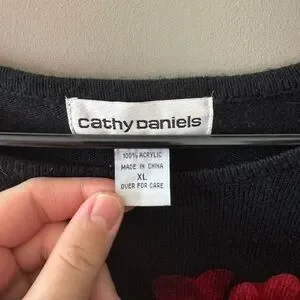 cathy Daniels
100% ACRYLIC
MADE IN CHINA
XL
OVER FOR CARE